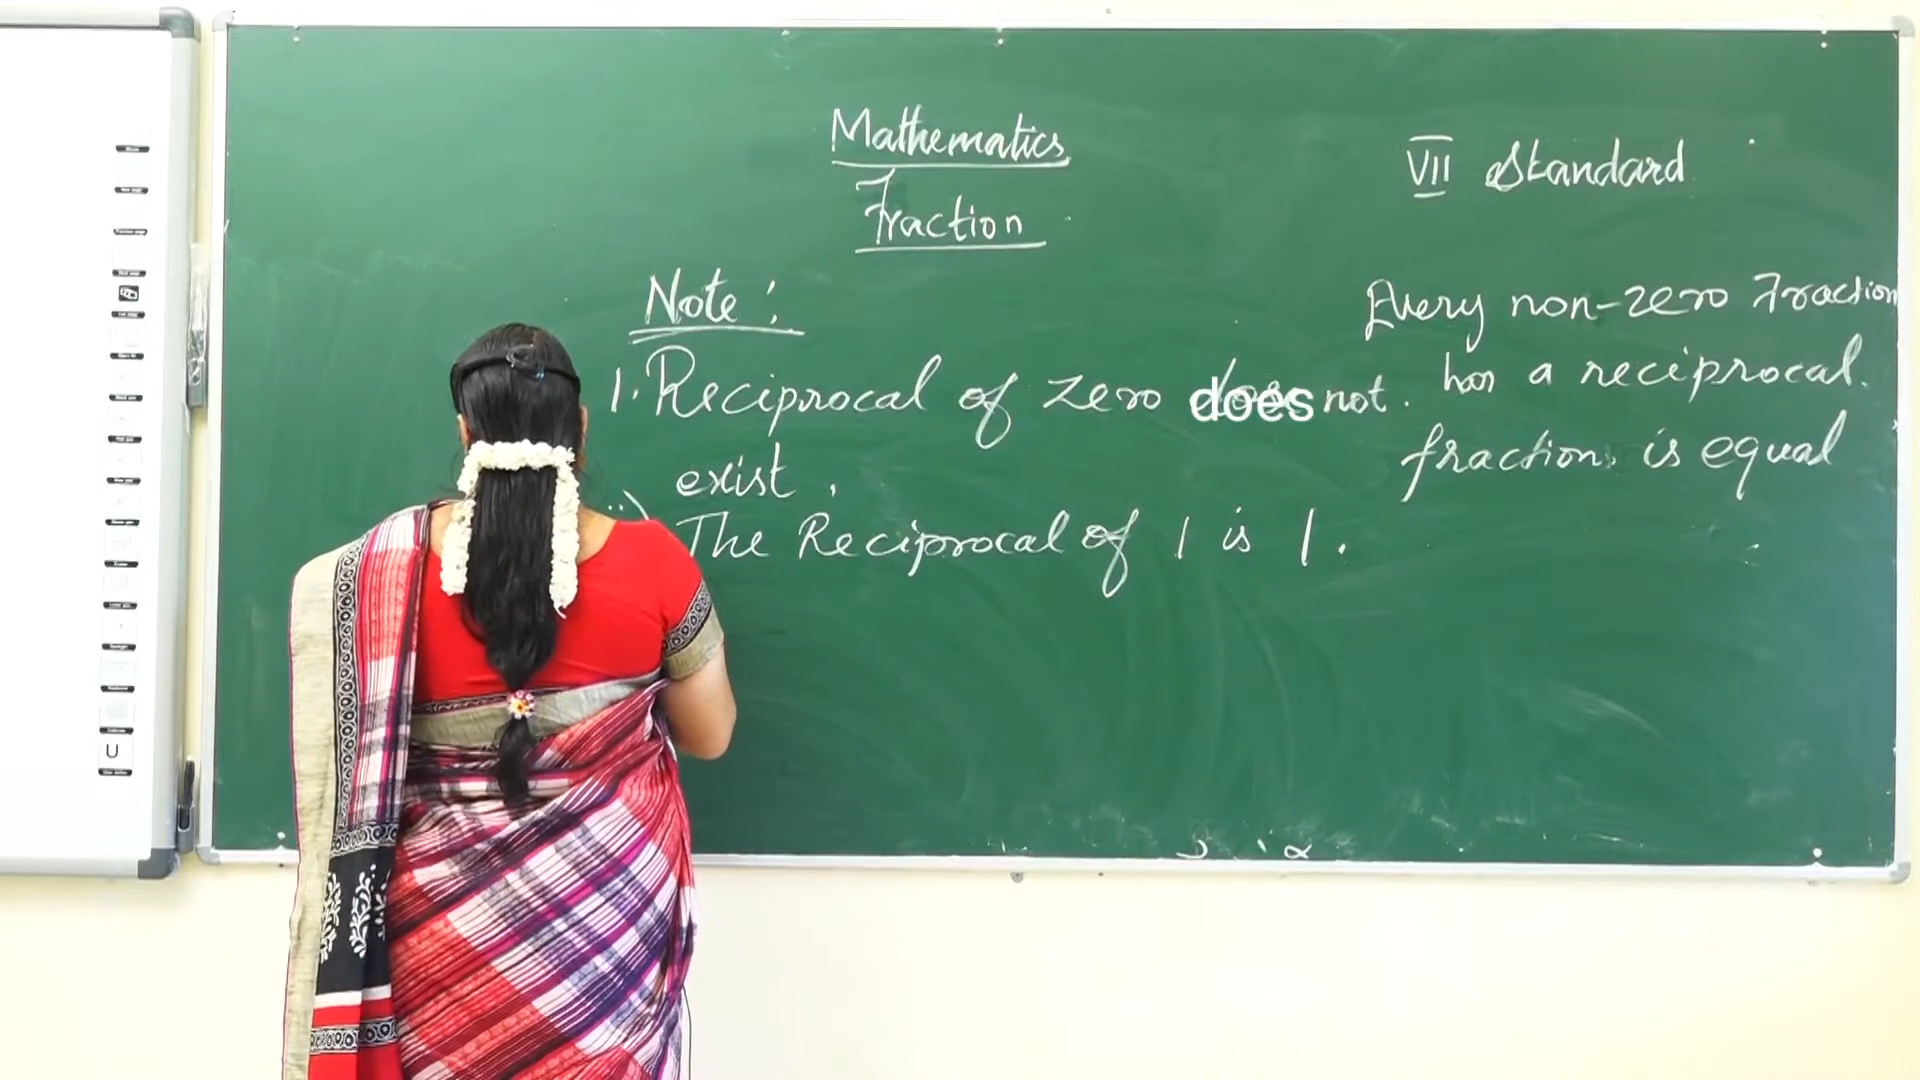 Mathematics
Fraction
VII Standard
Note:
1. Reciprocal of zero does not
exist.
ii) The Reciprocal of 1 is 1.
Every non-zero Fraction
has a reciprocal.
fraction is equal
U